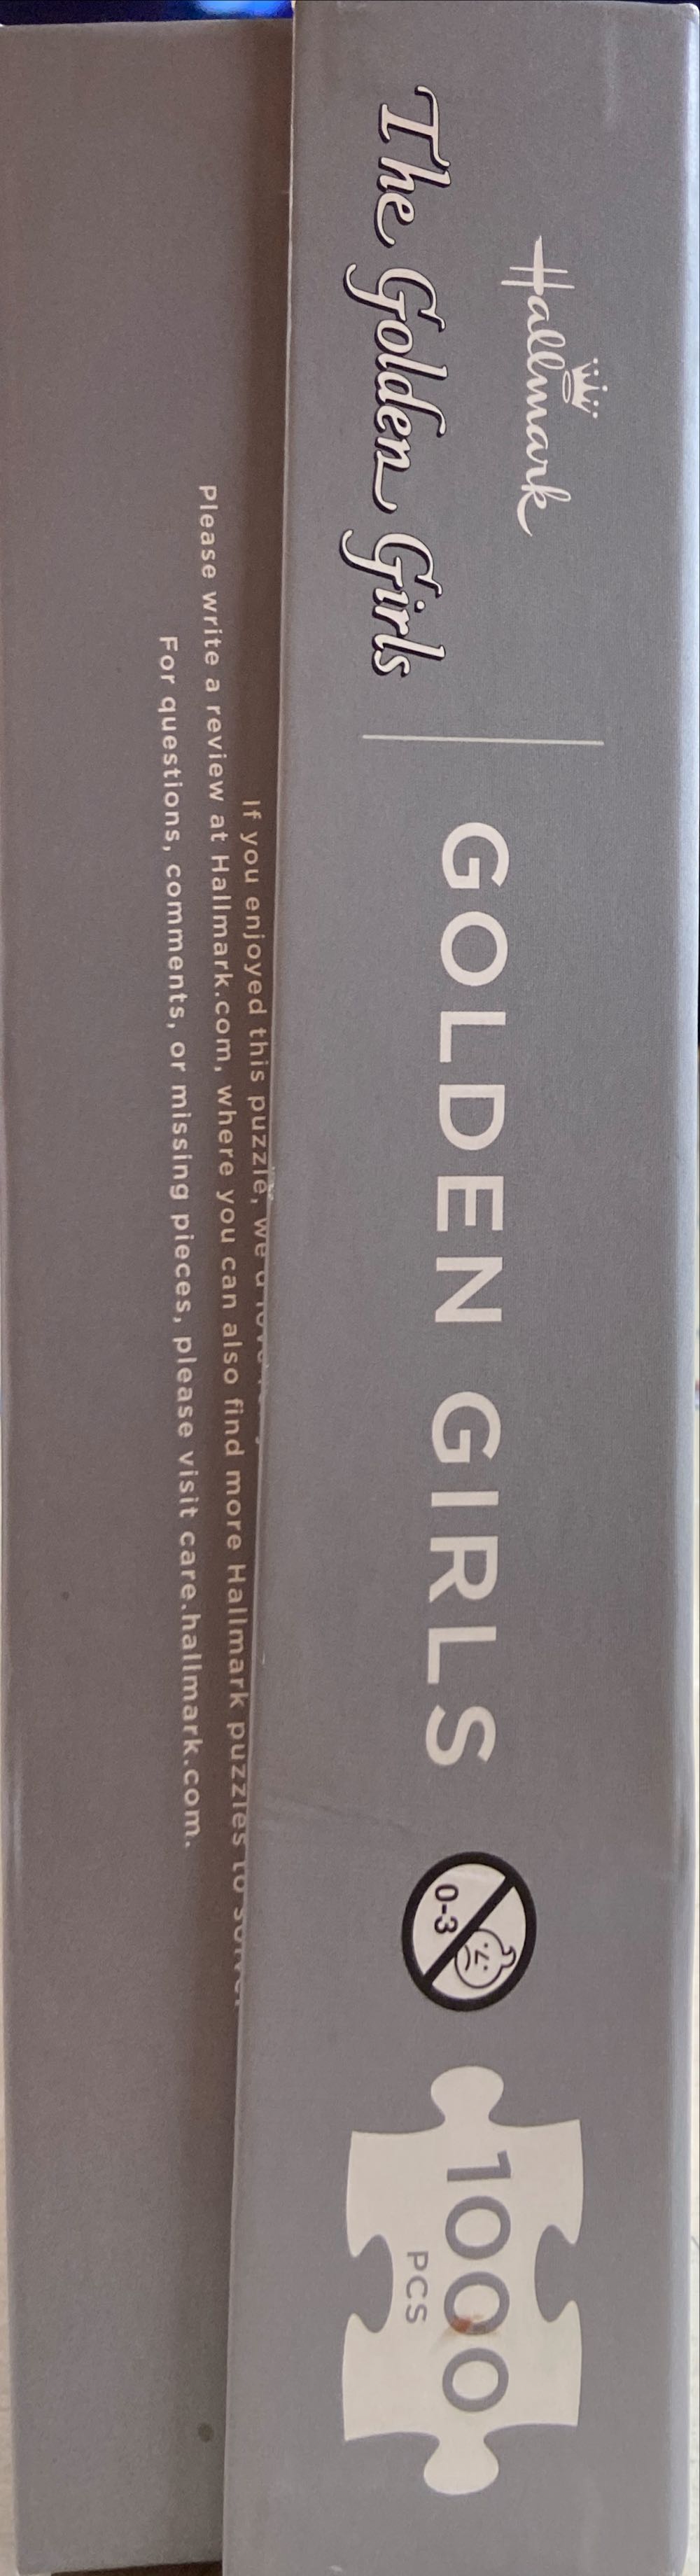 Hallmark
The Golden Girls
GOLDEN GIRLS
0-3
1000
PCS
If you enjoyed this puzzle,
Please write a review at Hallmark.com, where you can also find more Hallmark puzzles to
For questions, comments, or missing pieces, please visit care.hallmark.com.